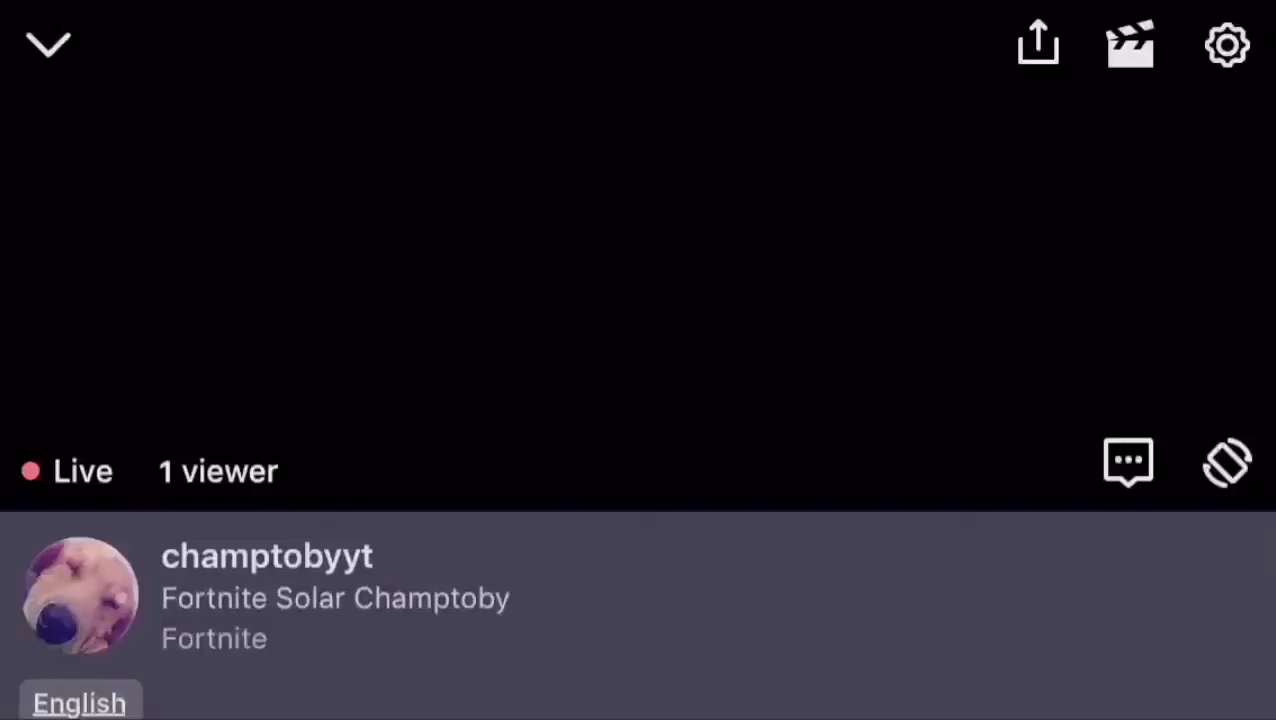 Live 1 viewer
champtobyyt
Fortnite Solar Champtoby
Fortnite
English